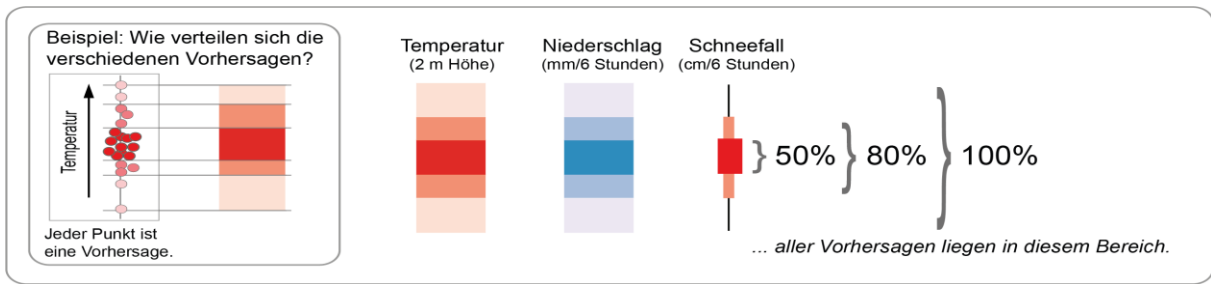 Beispiel: Wie verteilen sich die
verschiedenen Vorhersagen?
Temperatur
Jeder Punkt ist
eine Vorhersage.
Temperatur
(2 m Höhe)
Niederschlag
(mm/6 Stunden)
Schneefall
(cm/6 Stunden)
50%
80%
100%
... aller Vorhersagen liegen in diesem Bereich.